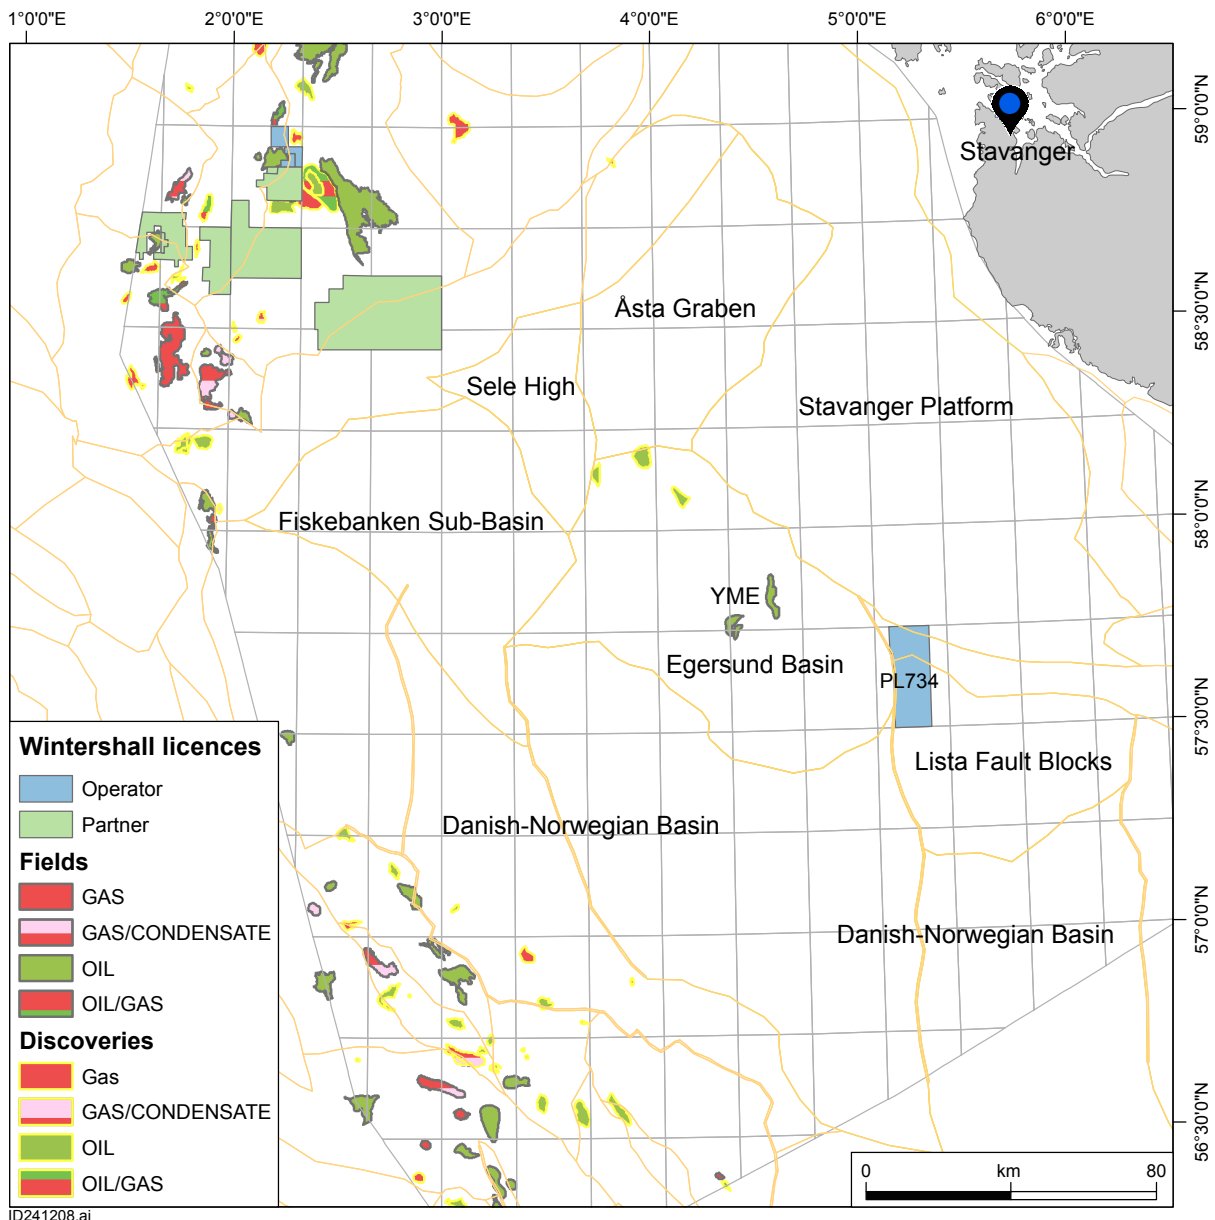 1°0'0"E
2°0'0"E
3°0'0"E
4°0'0"E
5°0'0"E
6°0'0"E
59°0'0"N
Stavanger
58°30'0"N
Åsta Graben
Sele High
Stavanger Platform
58°0'0"N
Fiskebanken Sub-Basin
YME
Egersund Basin
PL734
57°30'0"N
Lista Fault Blocks
Danish-Norwegian Basin
57°0'0"N
Danish-Norwegian Basin
56°30'0"N
Wintershall licences
Operator
Partner
Fields
GAS
GAS/CONDENSATE
OIL
OIL/GAS
Discoveries
Gas
GAS/CONDENSATE
OIL
OIL/GAS
0 km 80
ID241208.ai